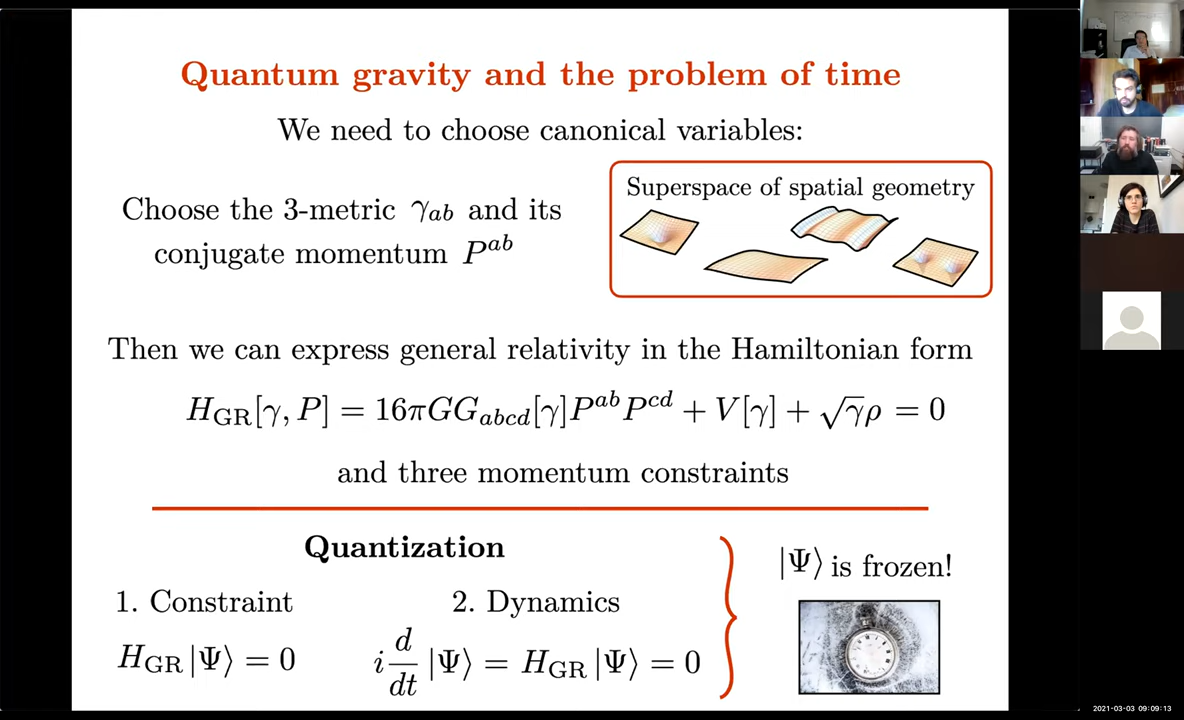 Quantum gravity and the problem of time
We need to choose canonical variables:
Choose the 3-metric γab and its
conjugate momentum P^ab
Superspace of spatial geometry
Then we can express general relativity in the Hamiltonian form
H_GR[γ, P] = 16πGG_abcd[γ]P^ab P^cd + V[γ] + √γρ = 0
and three momentum constraints
Quantization
1. Constraint
H_GR|Ψ⟩ = 0
2. Dynamics
i d/dt |Ψ⟩ = H_GR|Ψ⟩ = 0
|Ψ⟩ is frozen!
2021-03-03 09:09:13